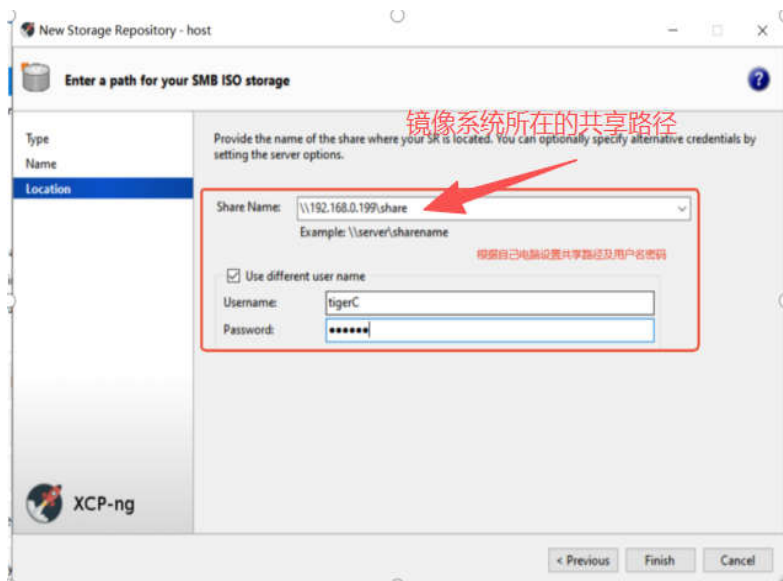 New Storage Repository - host
Enter a path for your SMB ISO storage
镜像系统所在的共享路径
Type
Name
Location
Provide the name of the share where your SR is located. You can optionally specify alternative credentials by
setting the server options.
Share Name:
\\192.168.0.199\share
Example: \\server\sharename
根据自己电脑设置共享路径及用户名密码
Use different user name
Username:
tigerC
Password:
••••••
XCP-ng
< Previous
Finish
Cancel